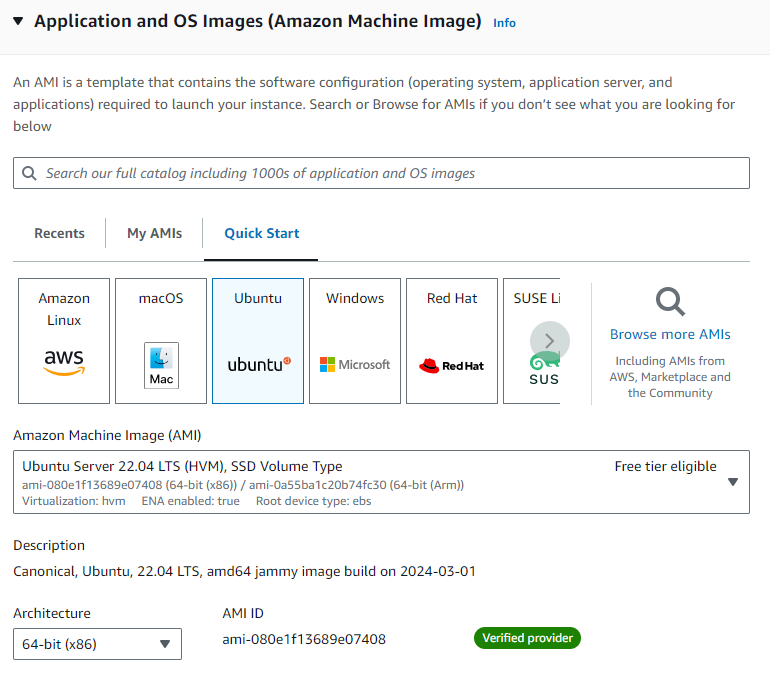 Application and OS Images (Amazon Machine Image) Info
An AMI is a template that contains the software configuration (operating system, application server, and
applications) required to launch your instance. Search or Browse for AMIs if you don't see what you are looking for
below
Search our full catalog including 1000s of application and OS images
Recents My AMIs Quick Start
Amazon
Linux
aws
macOS
Mac
Ubuntu
ubuntu
Windows
Microsoft
Red Hat
Red Hat
SUSE Li
SUS
Browse more AMIs
Including AMIs from
AWS, Marketplace and
the Community
Amazon Machine Image (AMI)
Ubuntu Server 22.04 LTS (HVM), SSD Volume Type Free tier eligible
ami-080e1f13689e07408 (64-bit (x86)) / ami-0a55ba1c20b74fc30 (64-bit (Arm))
Virtualization: hvm ENA enabled: true Root device type: ebs
Description
Canonical, Ubuntu, 22.04 LTS, amd64 jammy image build on 2024-03-01
Architecture AMI ID
64-bit (x86) ami-080e1f13689e07408 Verified provider